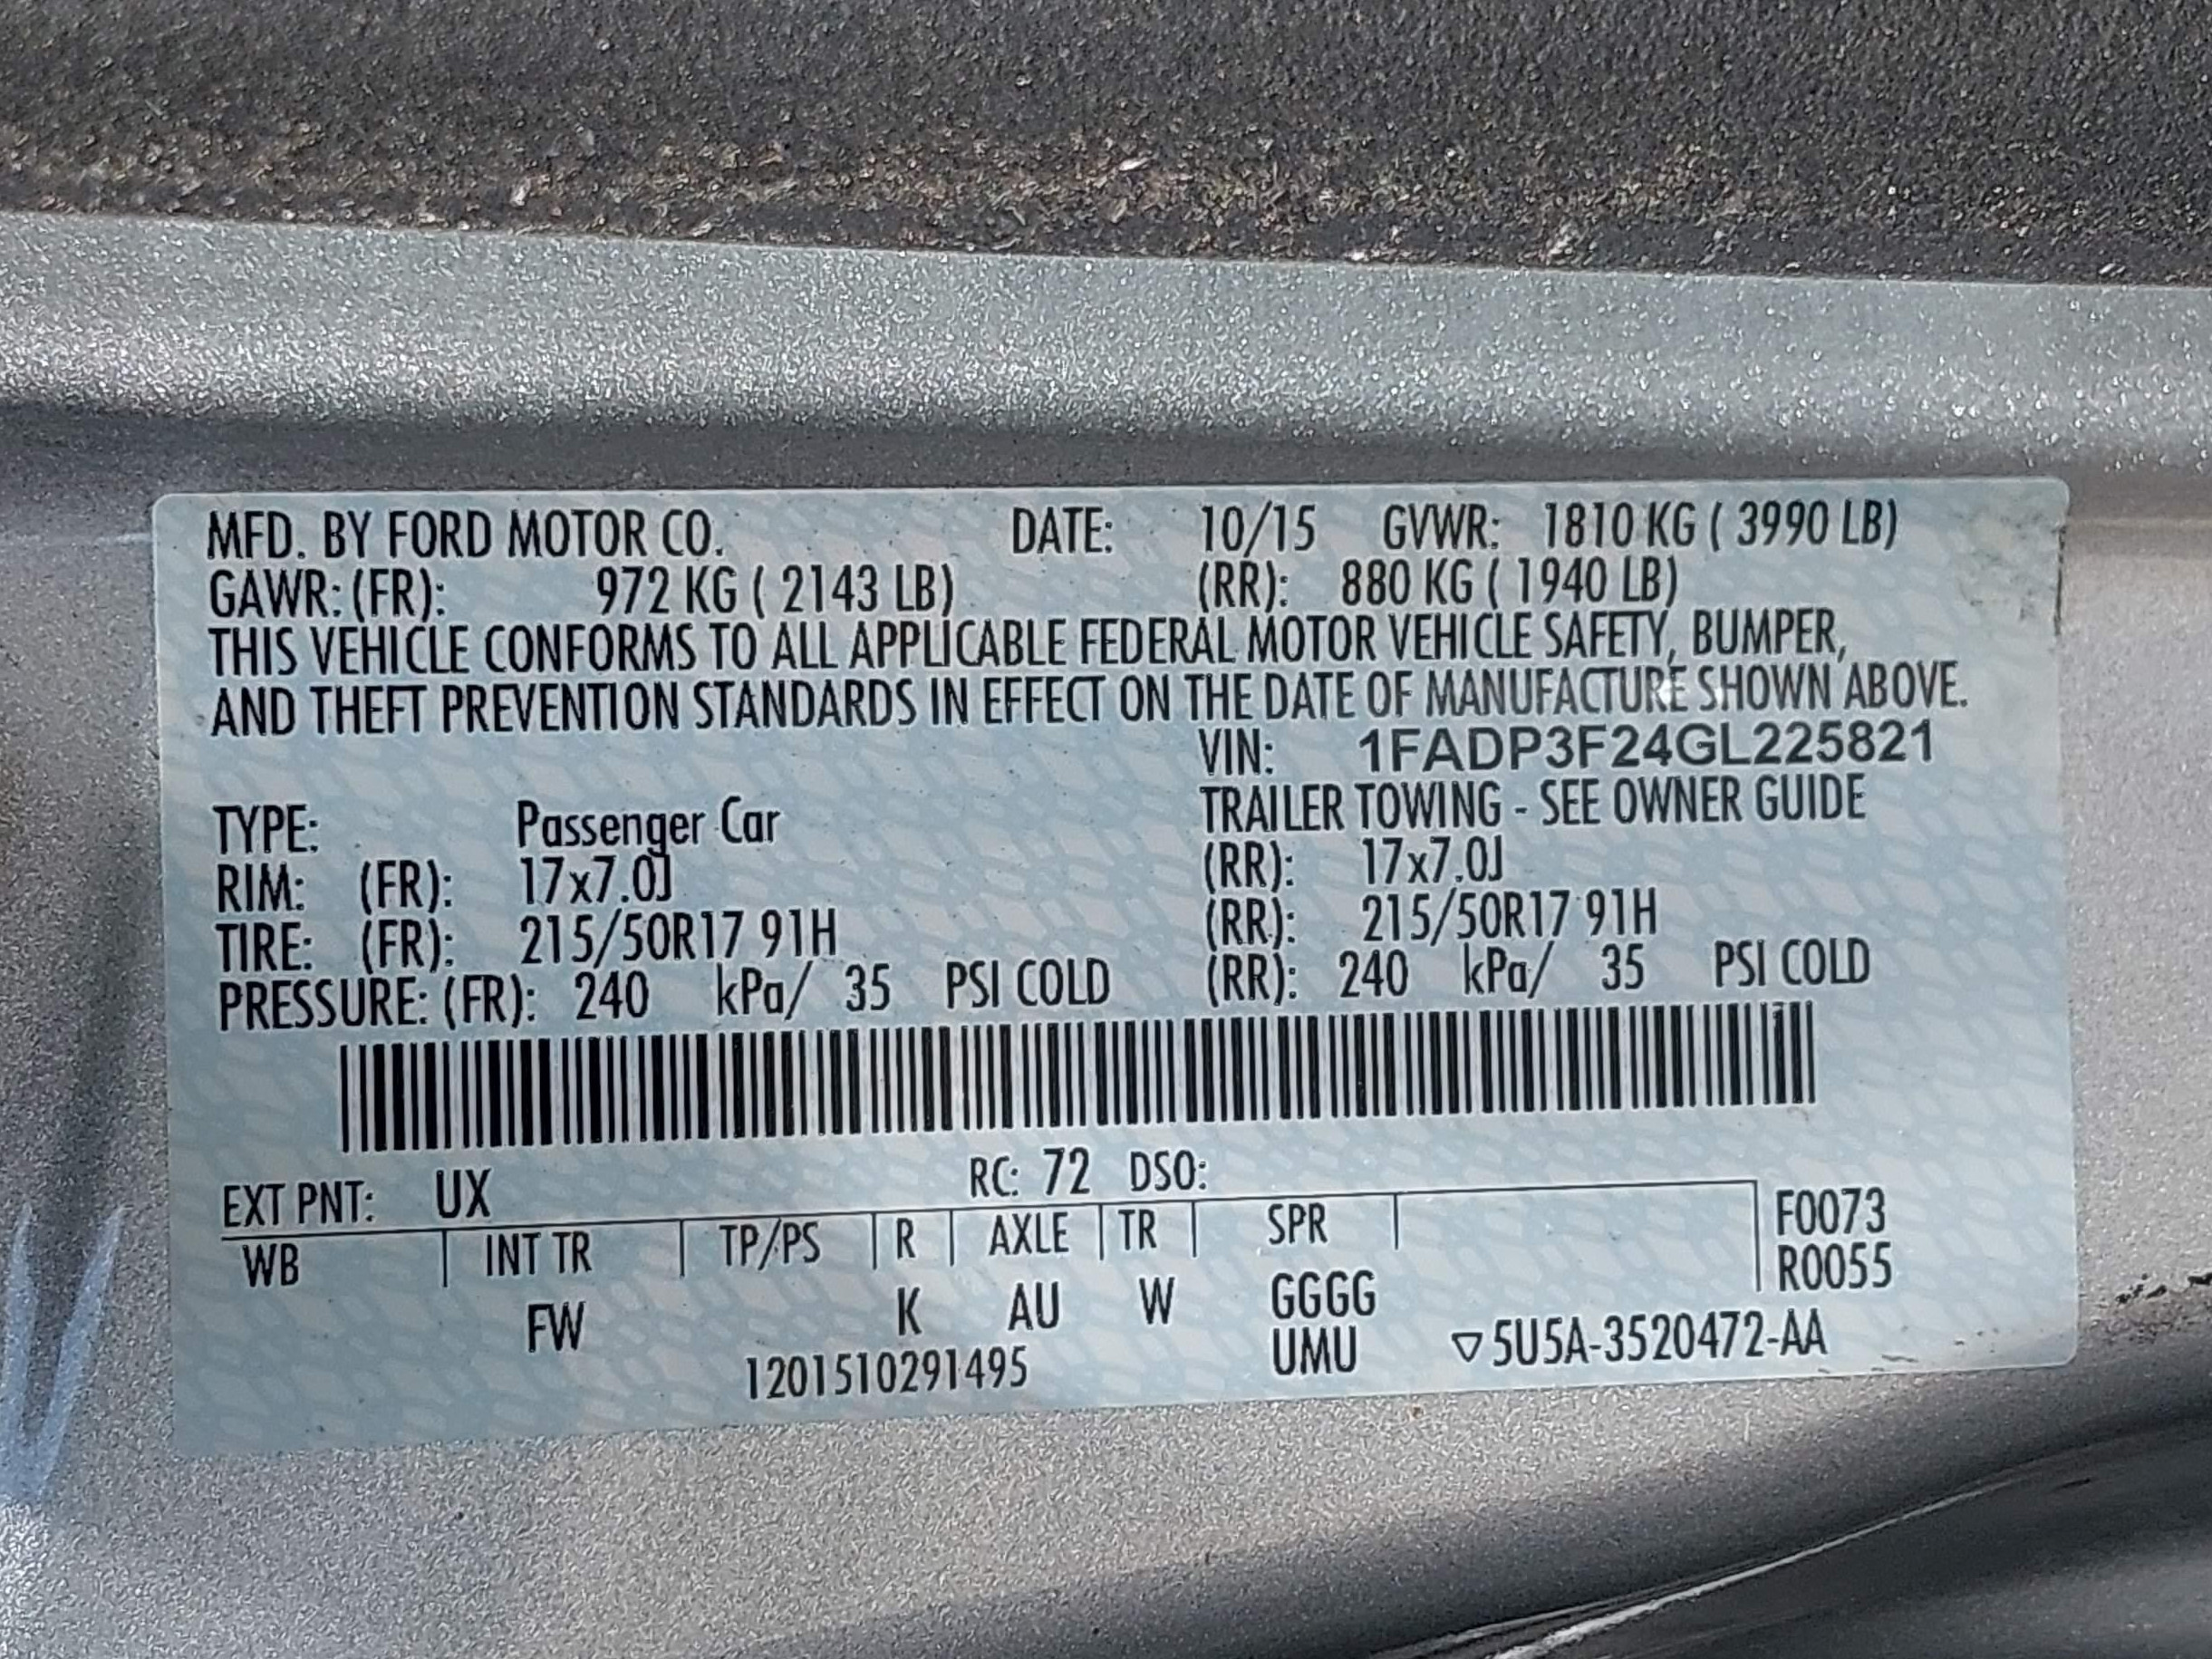 MFD. BY FORD MOTOR CO. DATE: 10/15 GVWR: 1810 KG ( 3990 LB)
GAWR: (FR): 972 KG ( 2143 LB) (RR): 880 KG ( 1940 LB)
THIS VEHICLE CONFORMS TO ALL APPLICABLE FEDERAL MOTOR VEHICLE SAFETY, BUMPER,
AND THEFT PREVENTION STANDARDS IN EFFECT ON THE DATE OF MANUFACTURE SHOWN ABOVE.
VIN: 1FADP3F24GL225821
TYPE: Passenger Car TRAILER TOWING - SEE OWNER GUIDE
RIM: (FR): 17x7.0J (RR): 17x7.0J
TIRE: (FR): 215/50R17 91H (RR): 215/50R17 91H
PRESSURE: (FR): 240 kPa/ 35 PSI COLD (RR): 240 kPa/ 35 PSI COLD
EXT PNT: UX RC: 72 DSO:
WB INT TR TP/PS R AXLE TR SPR F0073
R0055
FW K AU W GGGG
1201510291495 UMU ▽5U5A-3520472-AA